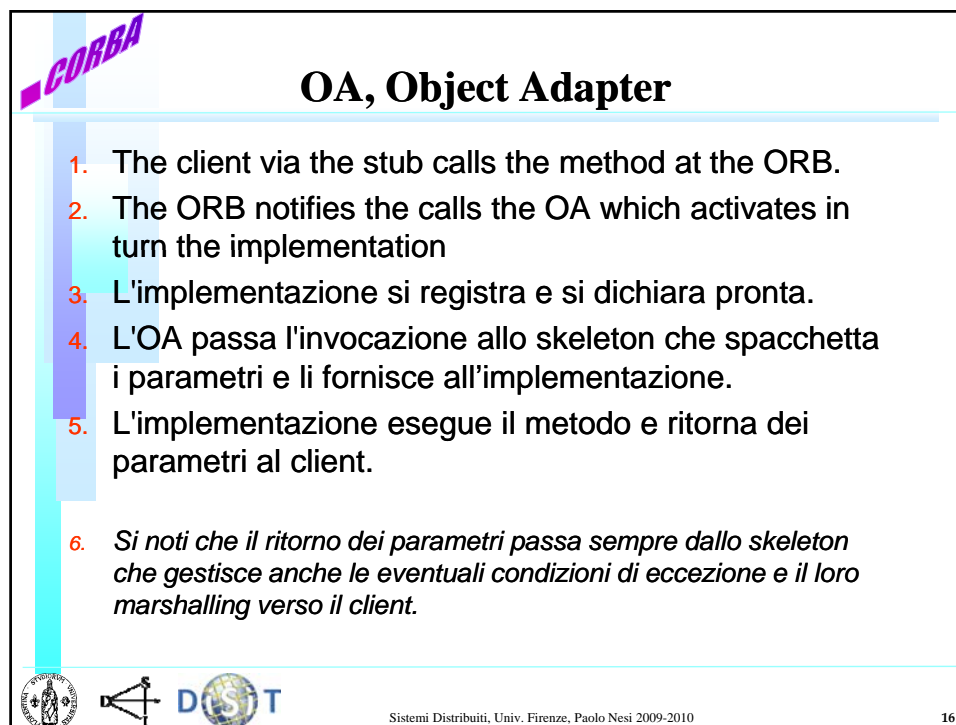 CORBA
OA, Object Adapter
1. The client via the stub calls the method at the ORB.
2. The ORB notifies the calls the OA which activates in
turn the implementation
3. L'implementazione si registra e si dichiara pronta.
4. L'OA passa l'invocazione allo skeleton che spacchetta
i parametri e li fornisce all’implementazione.
5. L'implementazione esegue il metodo e ritorna dei
parametri al client.
6. Si noti che il ritorno dei parametri passa sempre dallo skeleton
che gestisce anche le eventuali condizioni di eccezione e il loro
marshalling verso il client.
DISIT
Sistemi Distribuiti, Univ. Firenze, Paolo Nesi 2009-2010
16